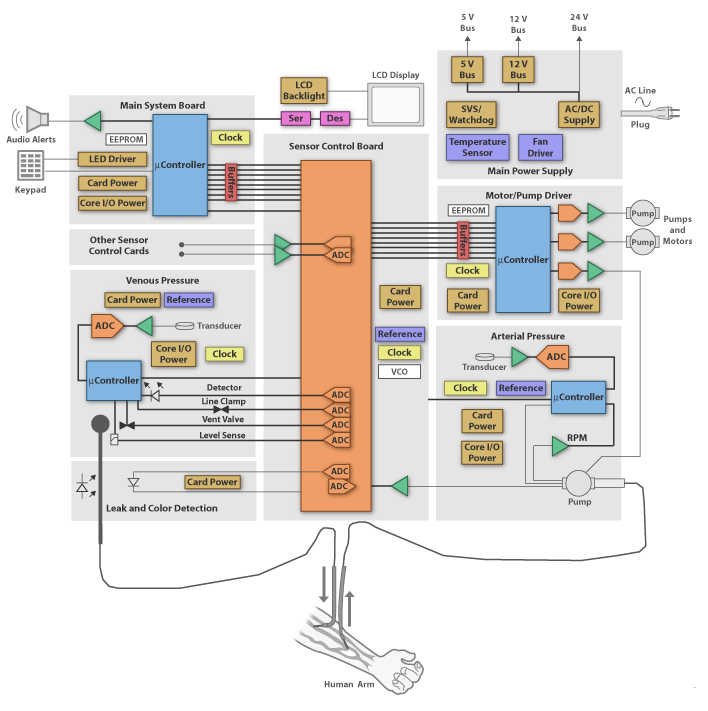 5 V
Bus
12 V
Bus
24 V
Bus
5 V
Bus
12 V
Bus
SVS/
Watchdog
AC/DC
Supply
Temperature
Sensor
Fan
Driver
Main Power Supply
AC Line
Plug
LCD
Backlight
LCD Display
Ser
Des
Main System Board
Audio Alerts
EEPROM
Clock
LED Driver
Card Power
Core I/O Power
µController
Buffers
Keypad
Sensor Control Board
Other Sensor
Control Cards
ADC
Card
Power
Reference
Clock
VCO
ADC
ADC
ADC
ADC
ADC
ADC
Motor/Pump Driver
EEPROM
Buffers
Clock
Card
Power
µController
Core I/O
Power
Pump
Pump
Pumps
and
Motors
Venous Pressure
Card Power
Reference
ADC
Transducer
Core I/O
Power
Clock
µController
Detector
Line Clamp
Vent Valve
Level Sense
Card Power
Leak and Color Detection
Arterial Pressure
Transducer
ADC
Clock
Reference
µController
Card
Power
Core I/O
Power
RPM
Pump
Human Arm